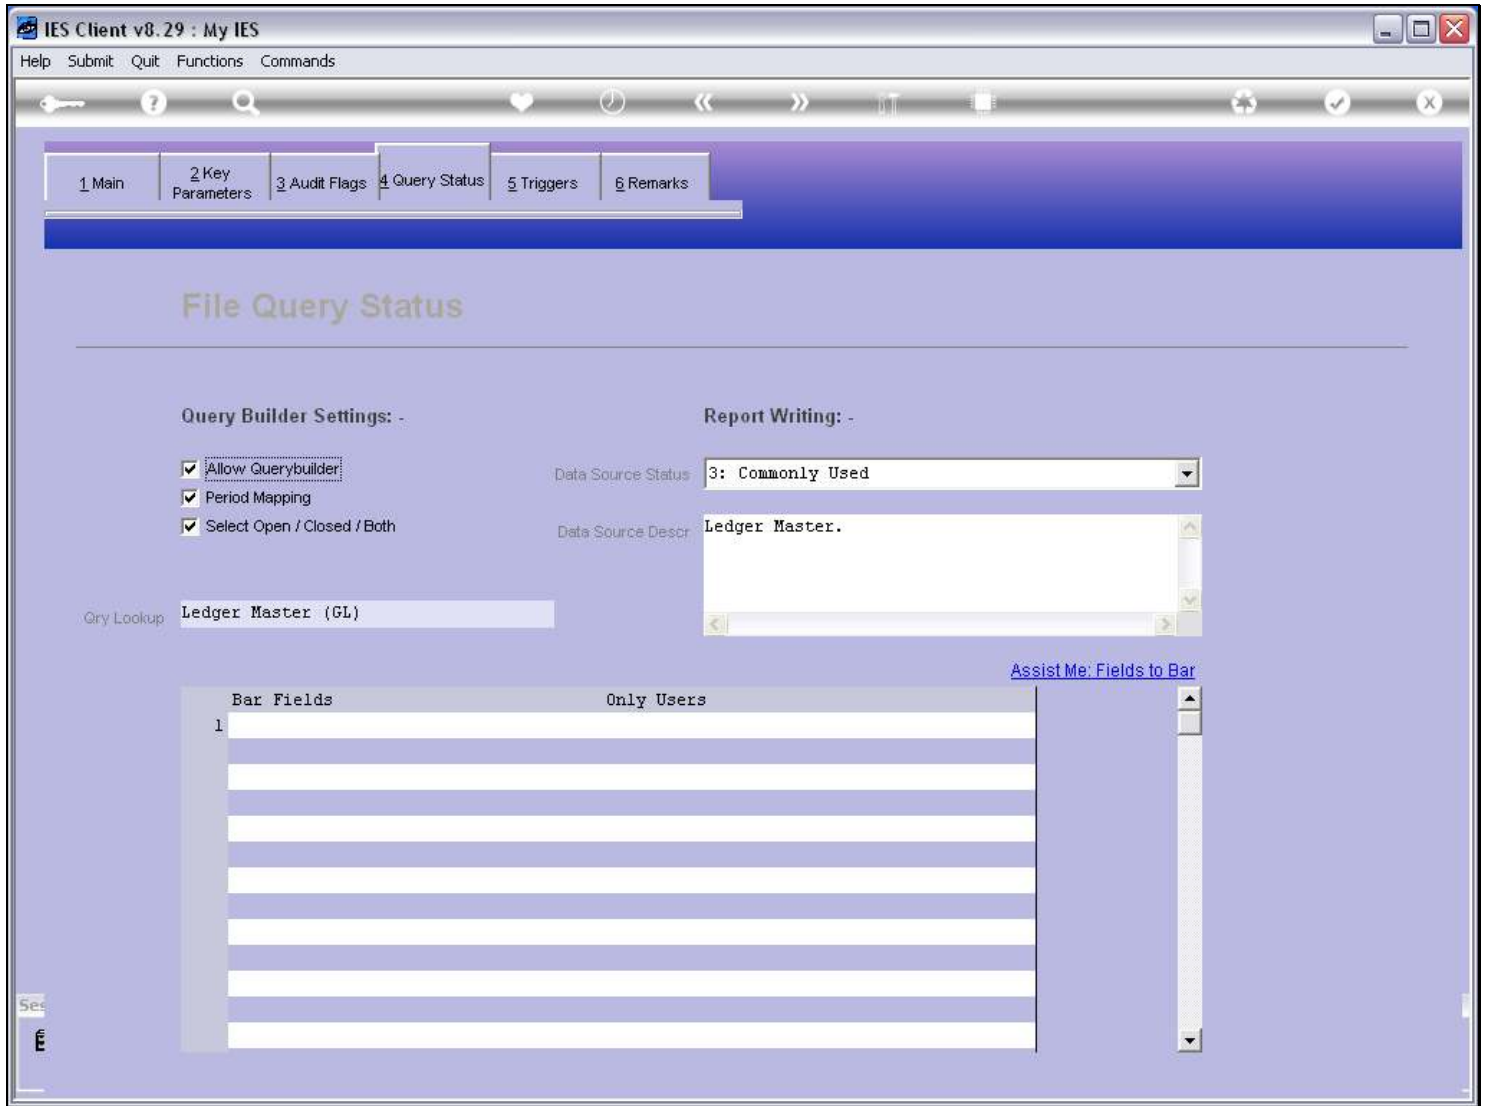 IES Client v8.29 : My IES
Help Submit Quit Functions Commands
1 Main
2 Key Parameters
3 Audit Flags
4 Query Status
5 Triggers
6 Remarks
File Query Status
Query Builder Settings: -
Report Writing: -
Allow Querybuilder
Data Source Status
3: Commonly Used
Period Mapping
Select Open / Closed / Both
Data Source Descr
Ledger Master.
Qry Lookup
Ledger Master (GL)
Assist Me: Fields to Bar
Bar Fields
Only Users
1